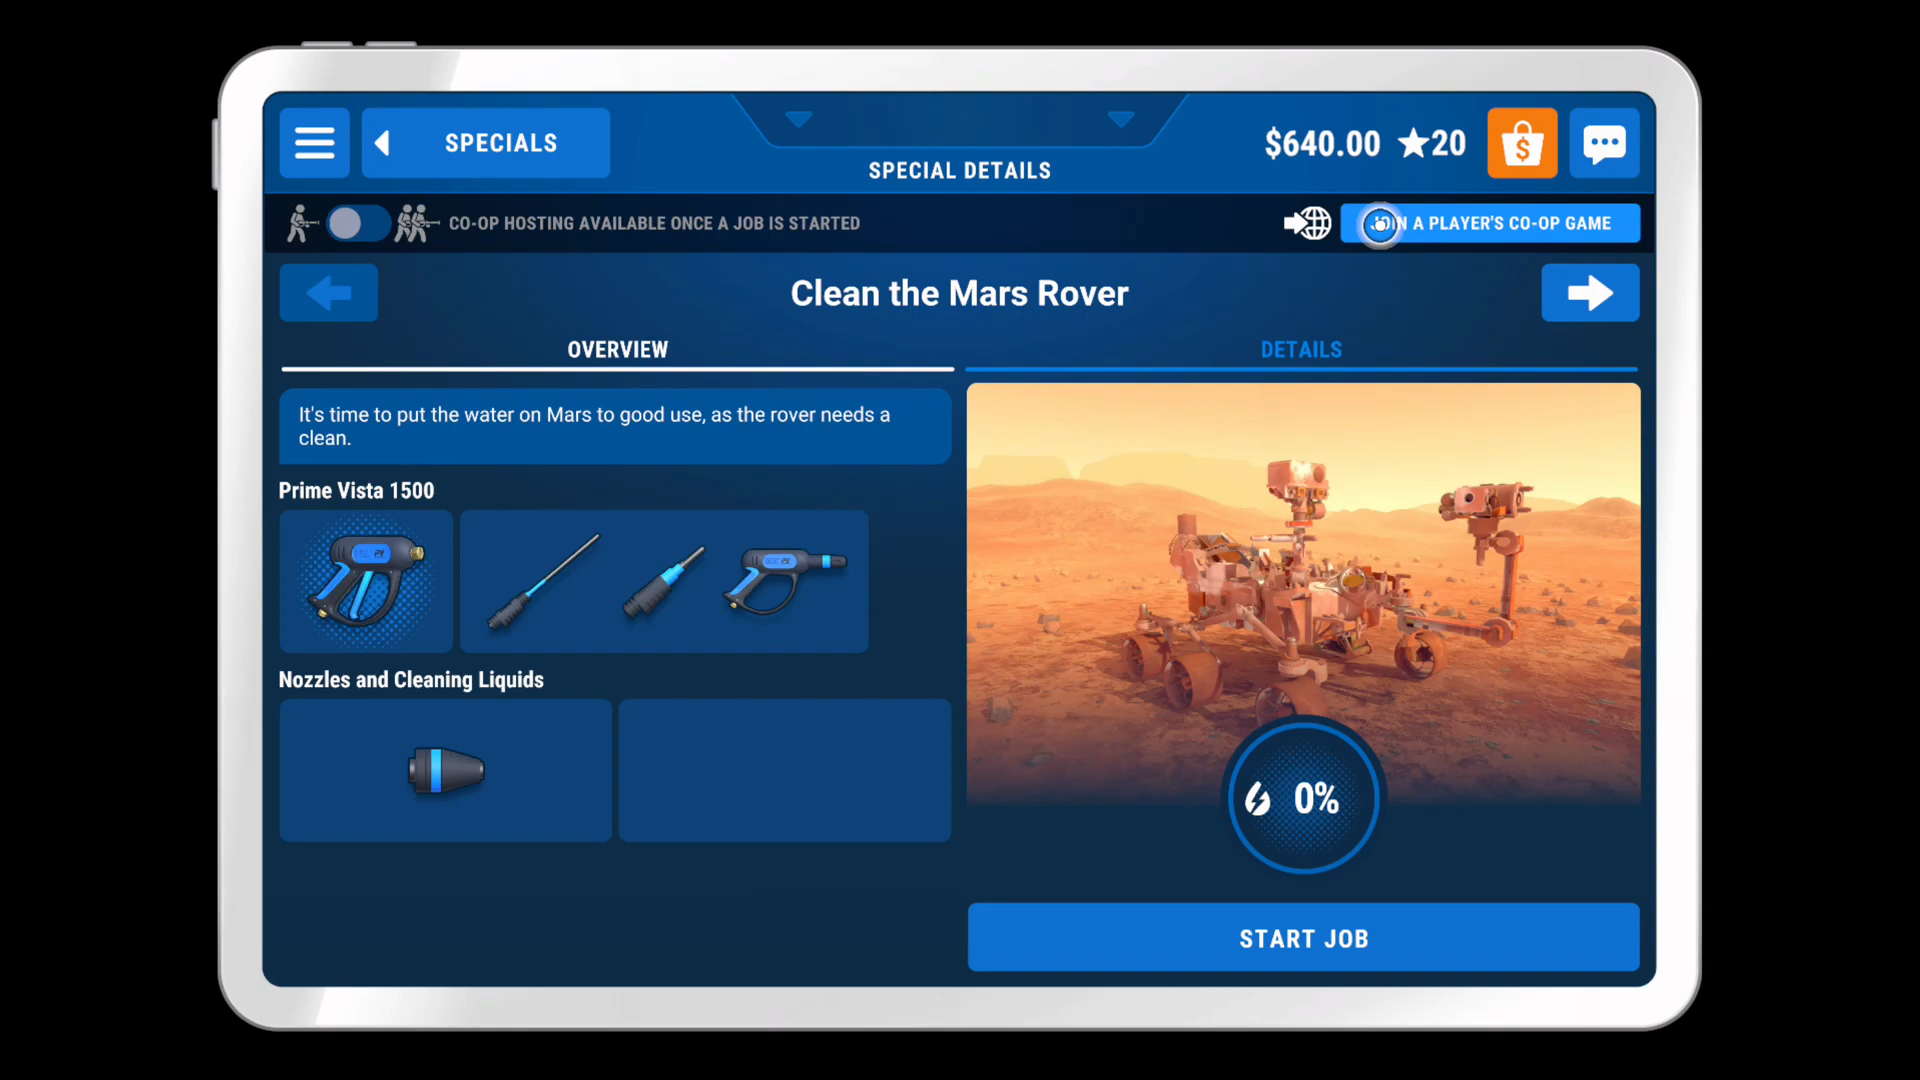 SPECIALS
SPECIAL DETAILS
$640.00 ★20
$
CO-OP HOSTING AVAILABLE ONCE A JOB IS STARTED
JOIN A PLAYER'S CO-OP GAME
Clean the Mars Rover
OVERVIEW
DETAILS
It's time to put the water on Mars to good use, as the rover needs a
clean.
Prime Vista 1500
Nozzles and Cleaning Liquids
0%
START JOB